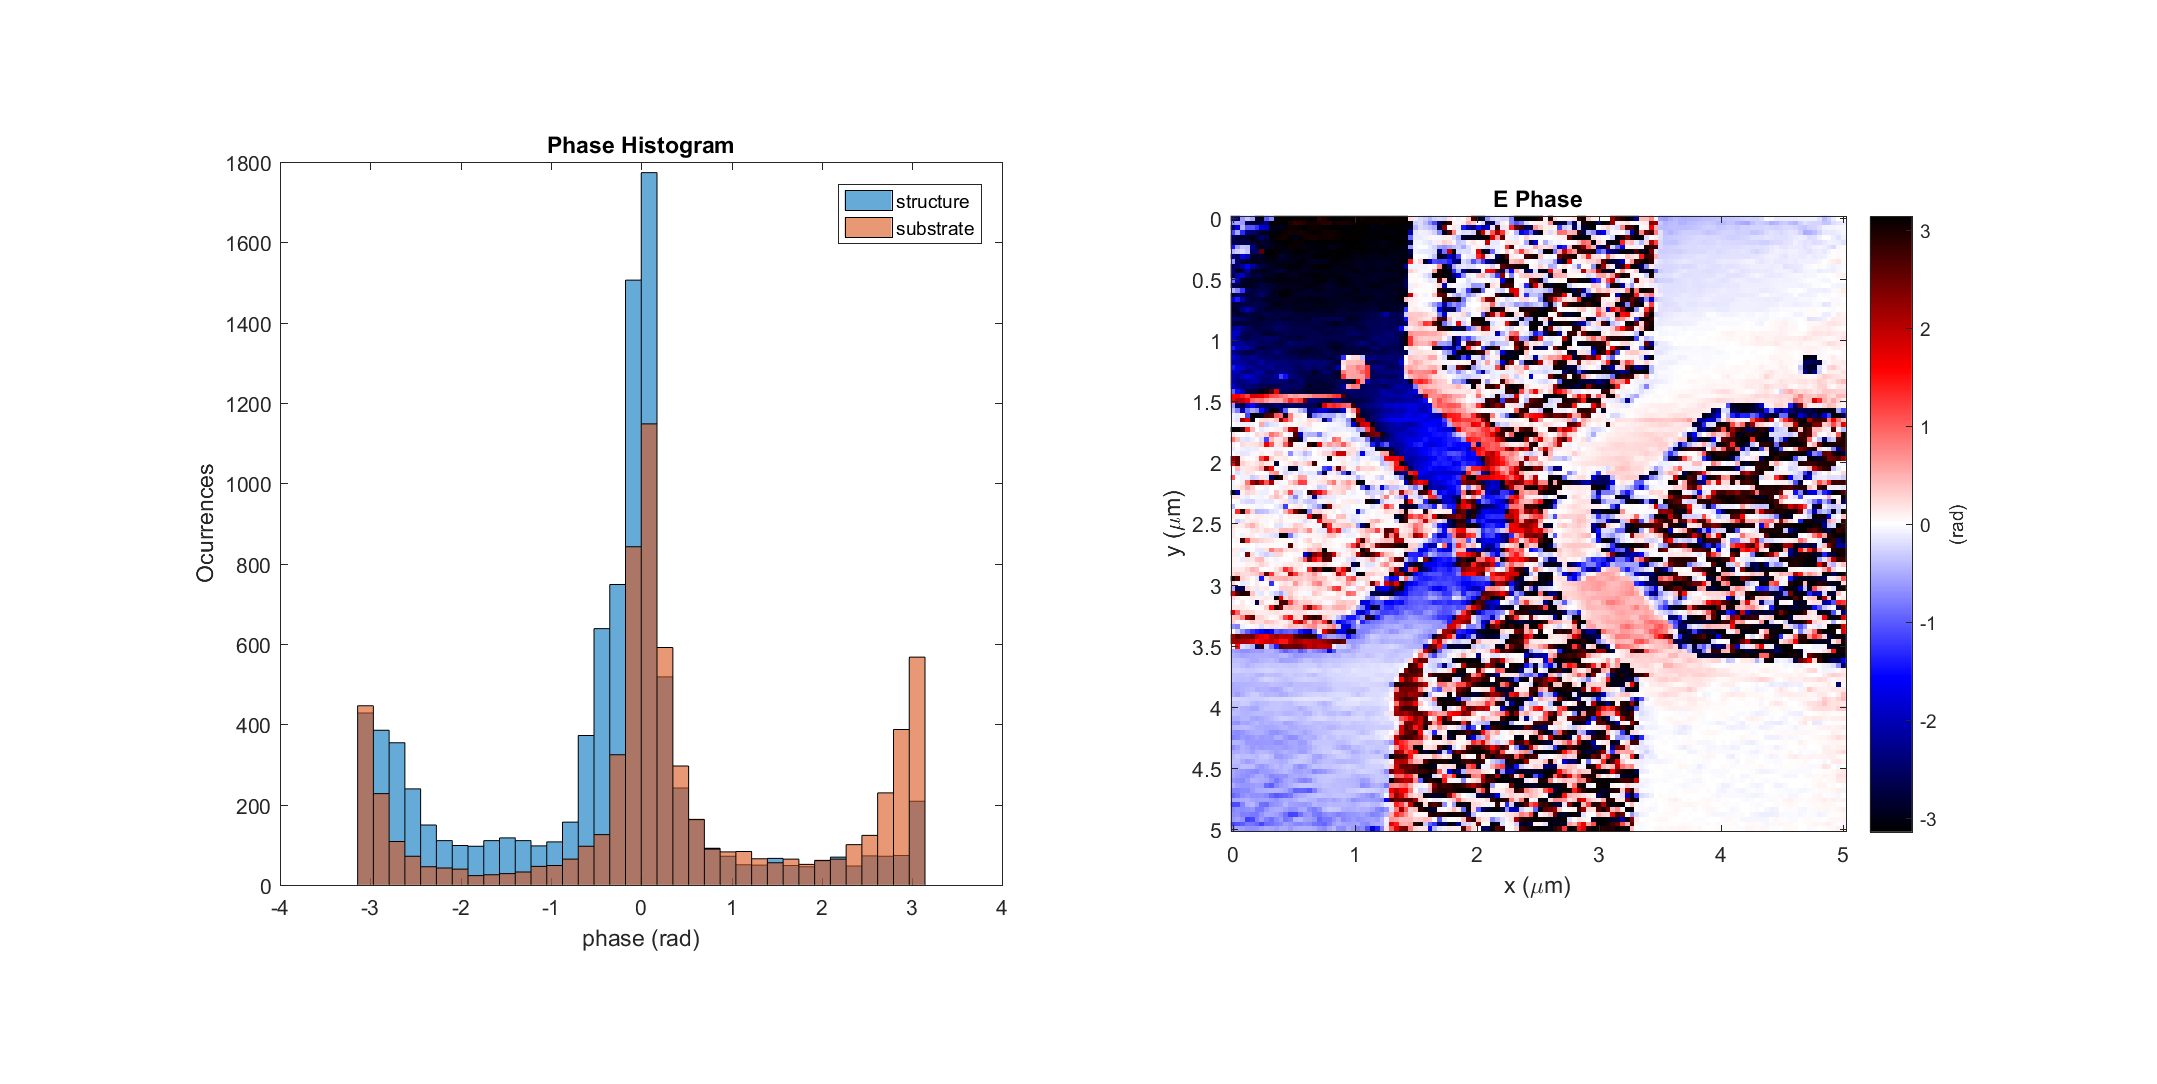 Phase Histogram
1800
1600
1400
1200
1000
800
600
400
200
0
Ocurrences
-4 -3 -2 -1 0 1 2 3 4
phase (rad)
structure
substrate
E Phase
0
0.5
1
1.5
2
2.5
3
3.5
4
4.5
5
y (μm)
0 1 2 3 4 5
x (μm)
3
2
1
0
-1
-2
-3
(rad)